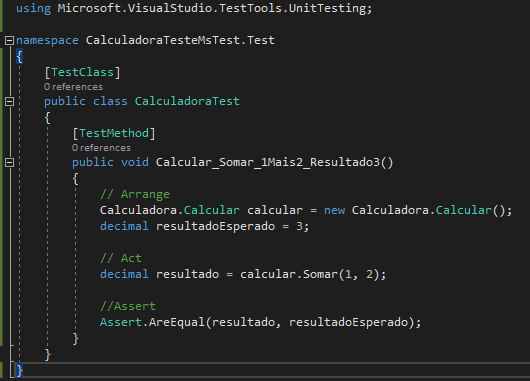 using Microsoft.VisualStudio.TestTools.UnitTesting;
namespace CalculadoraTesteMsTest.Test
{
[TestClass]
0 references
public class CalculadoraTest
{
[TestMethod]
0 references
public void Calcular_Somar_1Mais2_Resultado3()
{
// Arrange
Calculadora.Calcular calcular = new Calculadora.Calcular();
decimal resultadoEsperado = 3;
// Act
decimal resultado = calcular.Somar(1, 2);
//Assert
Assert.AreEqual(resultado, resultadoEsperado);
}
}
}